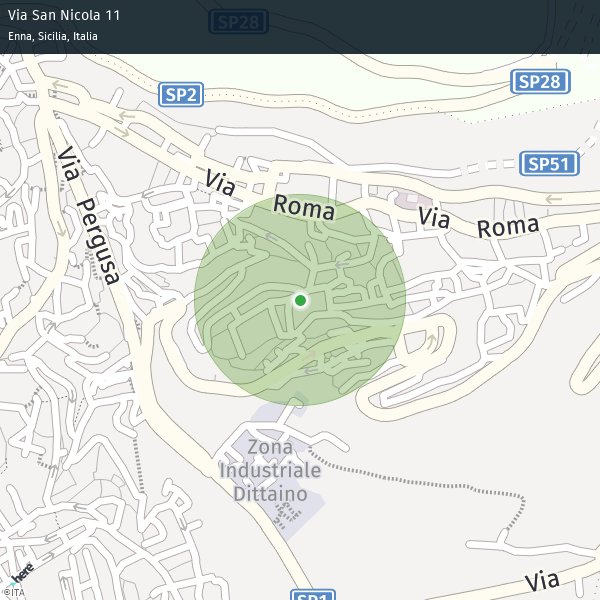 Via San Nicola 11
Enna, Sicilia, Italia
SP28
SP2
SP28
SP51
Via Pergusa
Via Roma
Via Roma
Zona
Industriale
Dittaino
SP1
Via
here
©ITA